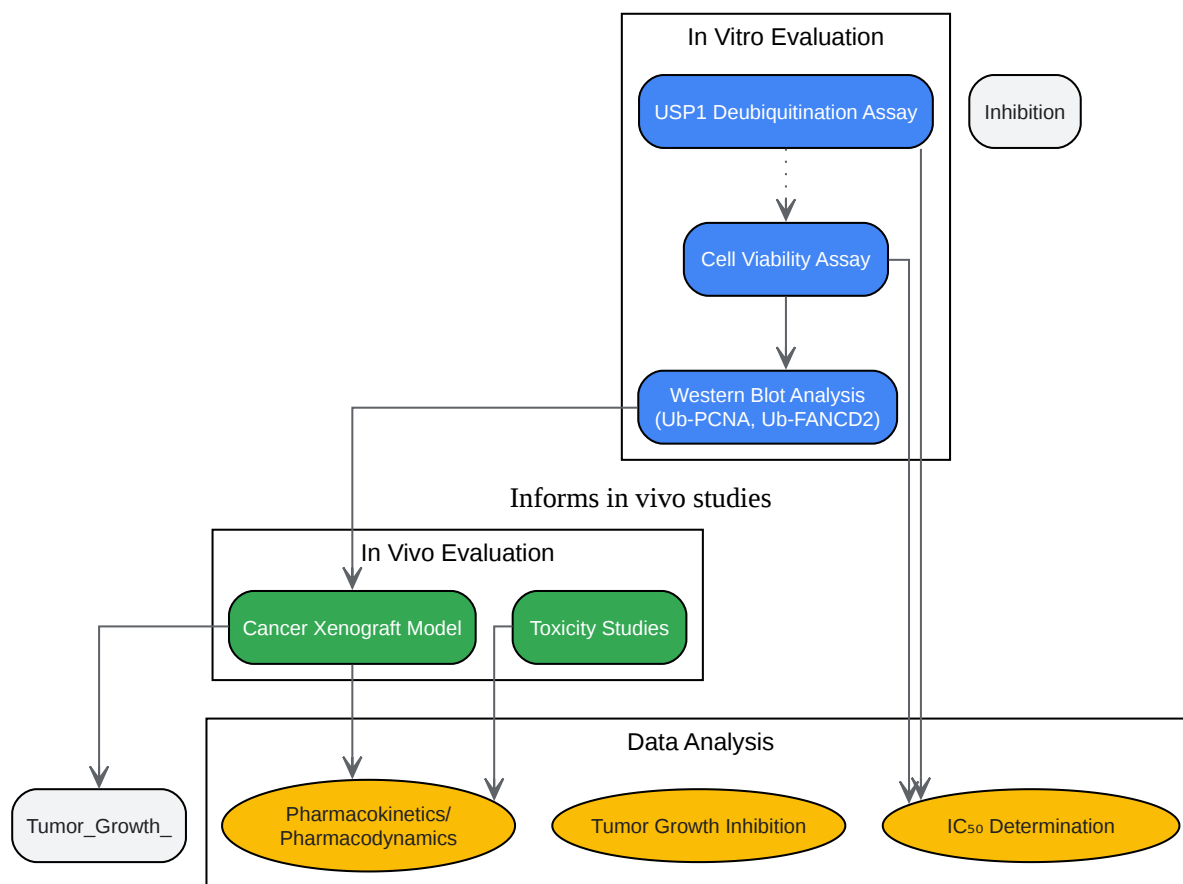 In Vitro Evaluation
USP1 Deubiquitination Assay
Inhibition
Cell Viability Assay
Western Blot Analysis
(Ub-PCNA, Ub-FANCD2)
Informs in vivo studies
In Vivo Evaluation
Cancer Xenograft Model
Toxicity Studies
Data Analysis
Tumor_Growth_
Pharmacokinetics/
Pharmacodynamics
Tumor Growth Inhibition
IC₅₀ Determination